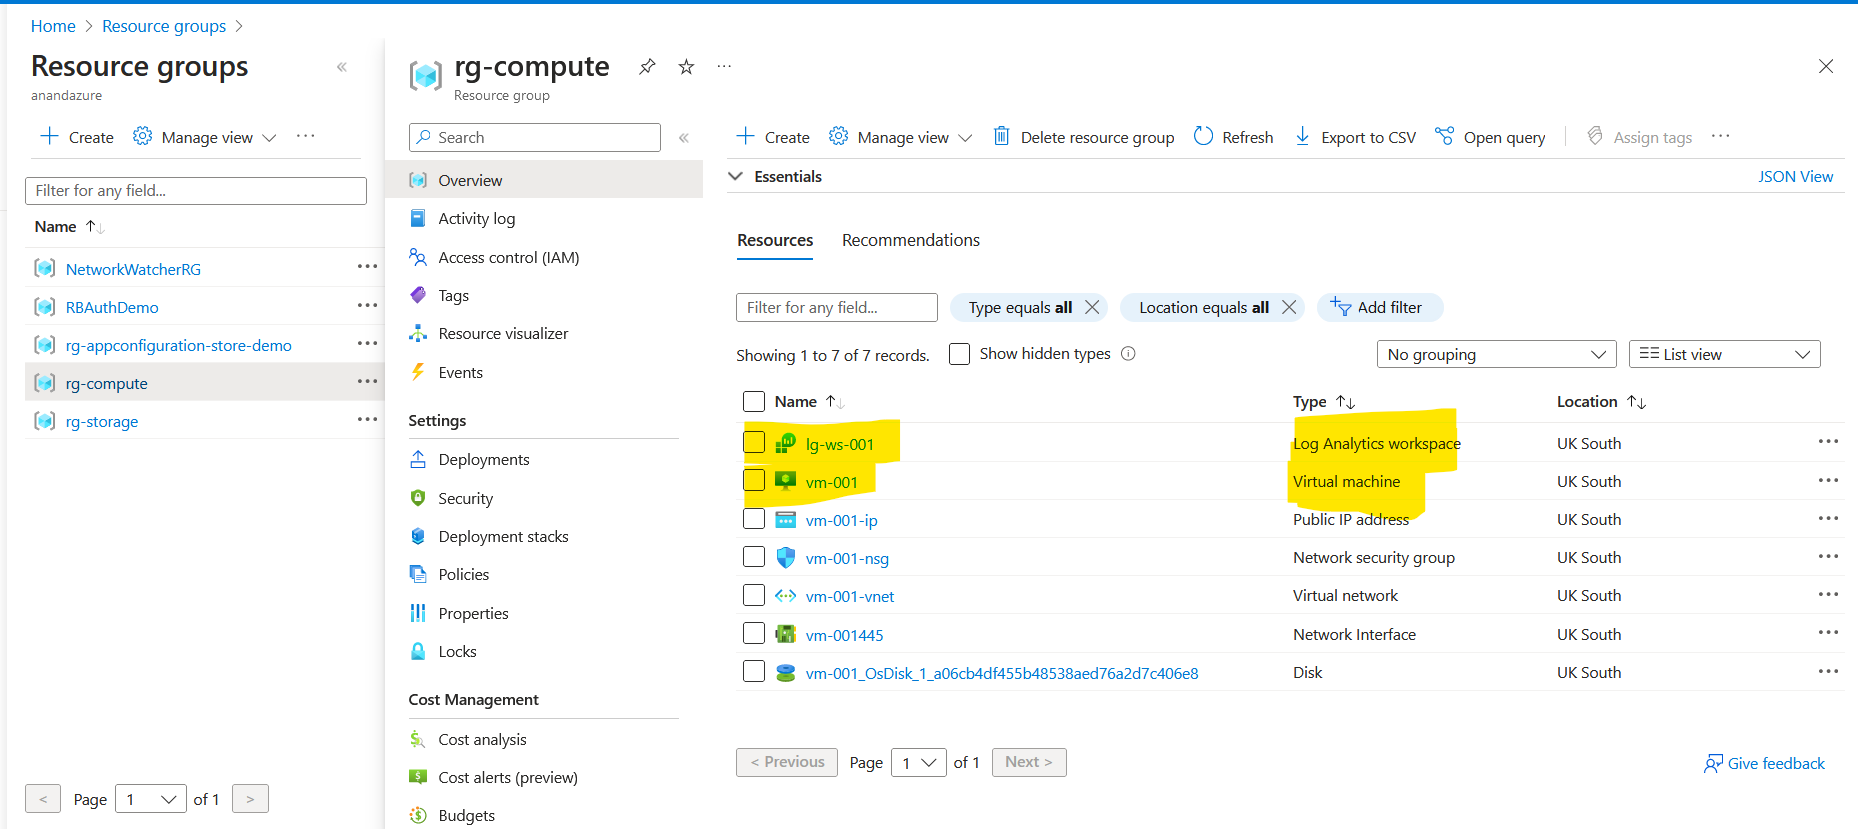 Home > Resource groups >
Resource groups
anandazure
Create Manage view
Filter for any field...
Name
NetworkWatcherRG
RBAuthDemo
rg-appconfiguration-store-demo
rg-compute
rg-storage
< Page 1 of 1 >
rg-compute
Resource group
Search
Overview
Activity log
Access control (IAM)
Tags
Resource visualizer
Events
Settings
Deployments
Security
Deployment stacks
Policies
Properties
Locks
Cost Management
Cost analysis
Cost alerts (preview)
Budgets
Create Manage view Delete resource group Refresh Export to CSV Open query Assign tags
Essentials JSON View
Resources Recommendations
Filter for any field... Type equals all Location equals all Add filter
Showing 1 to 7 of 7 records. Show hidden types No grouping List view
Name Type Location
lg-ws-001 Log Analytics workspace UK South
vm-001 Virtual machine UK South
vm-001-ip Public IP address UK South
vm-001-nsg Network security group UK South
vm-001-vnet Virtual network UK South
vm-001445 Network Interface UK South
vm-001_OsDisk_1_a06cb4df455b48538aed76a2d7c406e8 Disk UK South
< Previous Page 1 of 1 Next > Give feedback